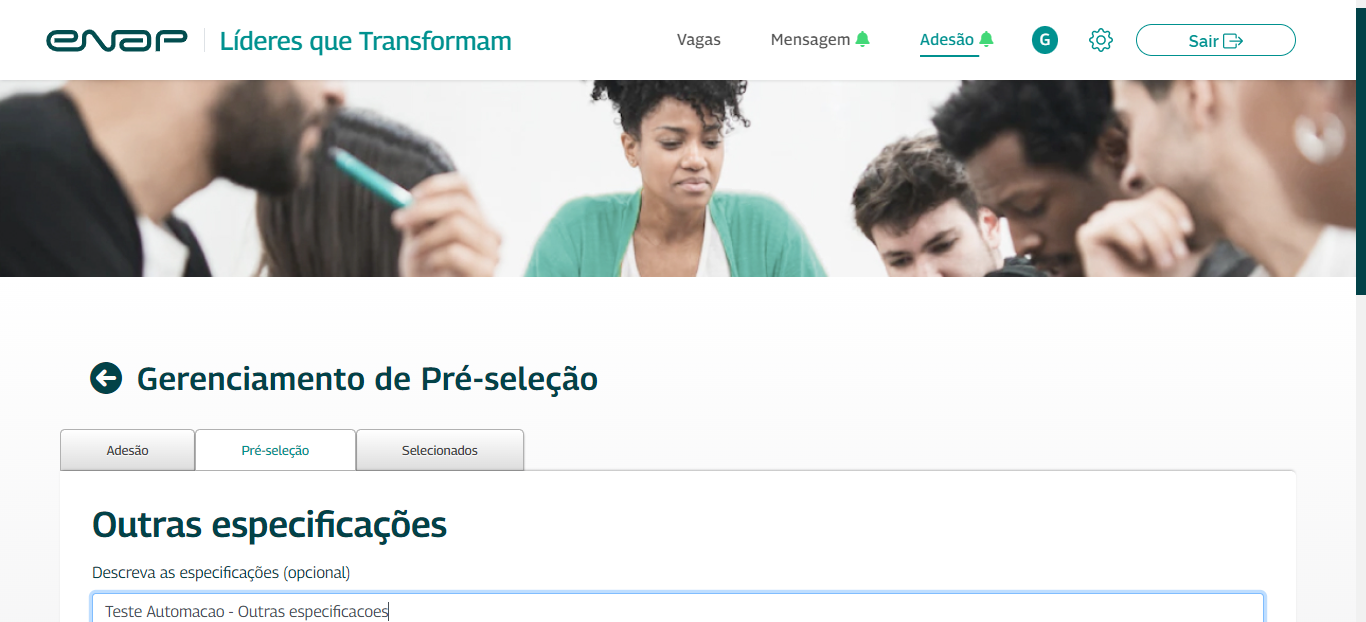 enap
Líderes que Transformam
Vagas
Mensagem
Adesão
G
Sair
Gerenciamento de Pré-seleção
Adesão
Pré-seleção
Selecionados
Outras especificações
Descreva as especificações (opcional)
Teste Automacao - Outras especificacoes